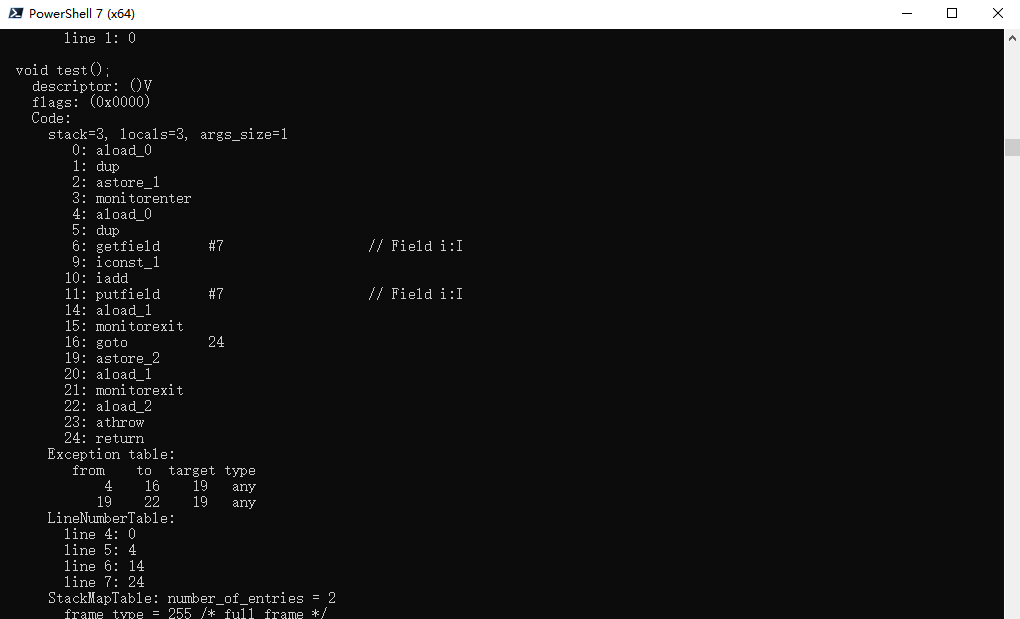 PowerShell 7 (x64)
line 1: 0
void test();
descriptor: ()V
flags: (0x0000)
Code:
stack=3, locals=3, args_size=1
0: aload_0
1: dup
2: astore_1
3: monitorenter
4: aload_0
5: dup
6: getfield #7 // Field i:I
9: iconst_1
10: iadd
11: putfield #7 // Field i:I
14: aload_1
15: monitorexit
16: goto 24
19: astore_2
20: aload_1
21: monitorexit
22: aload_2
23: athrow
24: return
Exception table:
from to target type
4 16 19 any
19 22 19 any
LineNumberTable:
line 4: 0
line 5: 4
line 6: 14
line 7: 24
StackMapTable: number_of_entries = 2
frame_type = 255 /* full_frame */